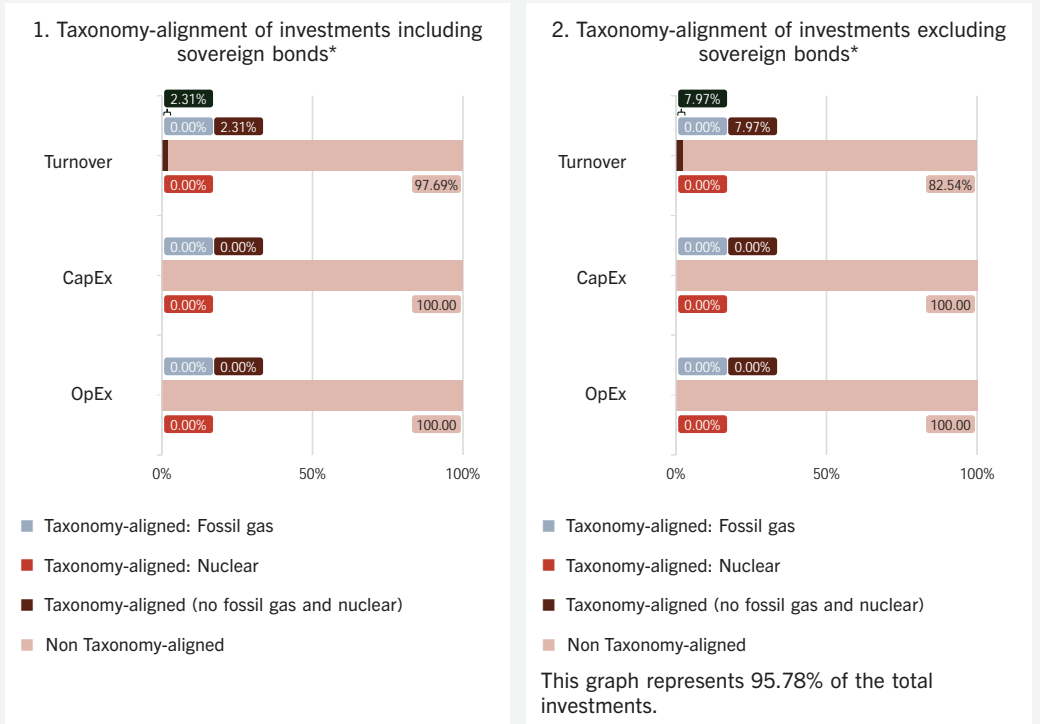 1. Taxonomy-alignment of investments including
sovereign bonds*
2.31%
0.00% 2.31%
Turnover
0.00% 97.69%
0.00% 0.00%
CapEx
0.00% 100.00
0.00% 0.00%
OpEx
0.00% 100.00
0% 50% 100%
Taxonomy-aligned: Fossil gas
Taxonomy-aligned: Nuclear
Taxonomy-aligned (no fossil gas and nuclear)
Non Taxonomy-aligned
2. Taxonomy-alignment of investments excluding
sovereign bonds*
7.97%
0.00% 7.97%
Turnover
0.00% 82.54%
0.00% 0.00%
CapEx
0.00% 100.00
0.00% 0.00%
OpEx
0.00% 100.00
0% 50% 100%
Taxonomy-aligned: Fossil gas
Taxonomy-aligned: Nuclear
Taxonomy-aligned (no fossil gas and nuclear)
Non Taxonomy-aligned
This graph represents 95.78% of the total
investments.